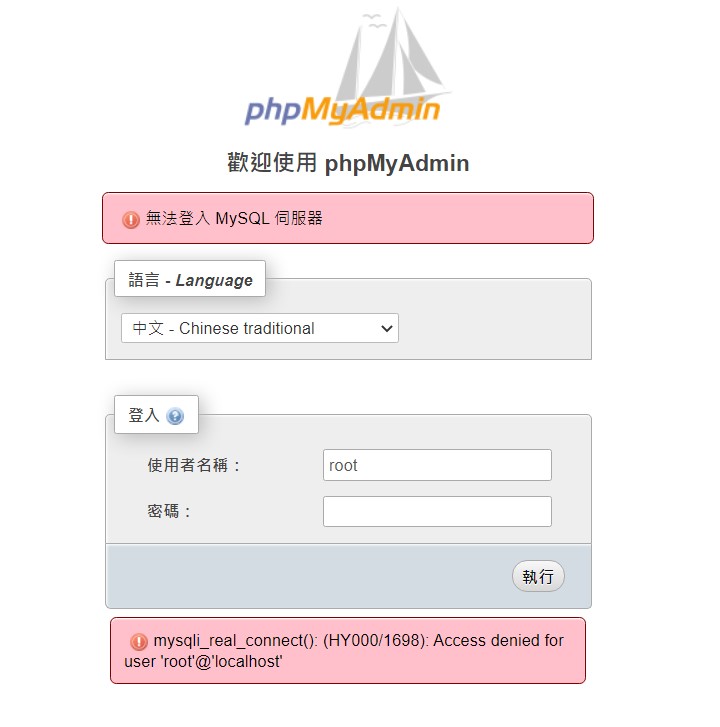 phpMyAdmin
歡迎使用 phpMyAdmin
無法登入 MySQL 伺服器
語言 - Language
中文 - Chinese traditional
登入
使用者名稱：
root
密碼：
執行
mysqli_real_connect(): (HY000/1698): Access denied for
user 'root'@'localhost'